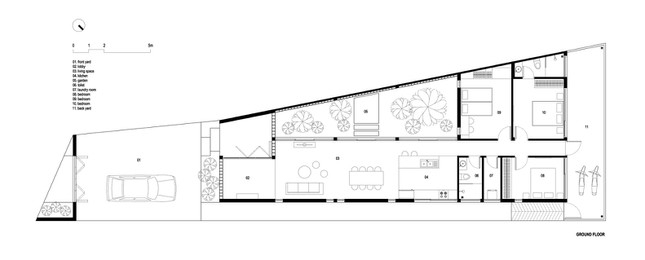 0 1 2 5m
01. front yard
02. lobby
03. living space
04. kitchen
05. garden
06. toilet
07. laundry room
08. bedroom
09. bedroom
10. bedroom
11. back yard
01
02
03
04
05
06
07
08
09
10
11
GROUND FLOOR